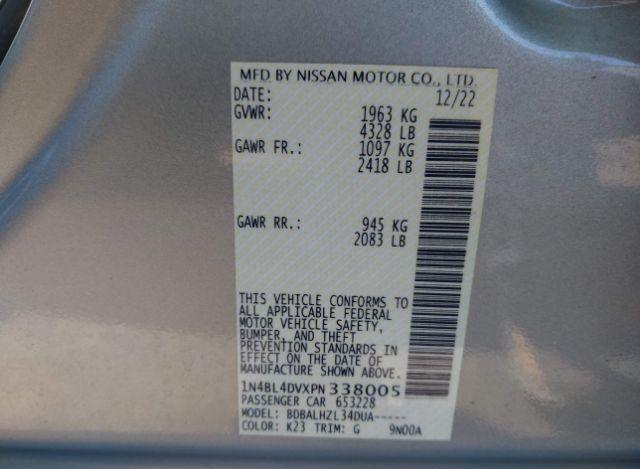 MFD BY NISSAN MOTOR CO., LTD.
DATE: 12/22
GVWR: 1963 KG
4328 LB
GAWR FR.: 1097 KG
2418 LB
GAWR RR.: 945 KG
2083 LB
THIS VEHICLE CONFORMS TO
ALL APPLICABLE FEDERAL
MOTOR VEHICLE SAFETY,
BUMPER, AND THEFT
PREVENTION STANDARDS IN
EFFECT ON THE DATE OF
MANUFACTURE SHOWN ABOVE.
1N4BL4DVXPN338005
PASSENGER CAR 653228
MODEL: BDBALHZL34DUA-----
COLOR: K23 TRIM: G 9N00A